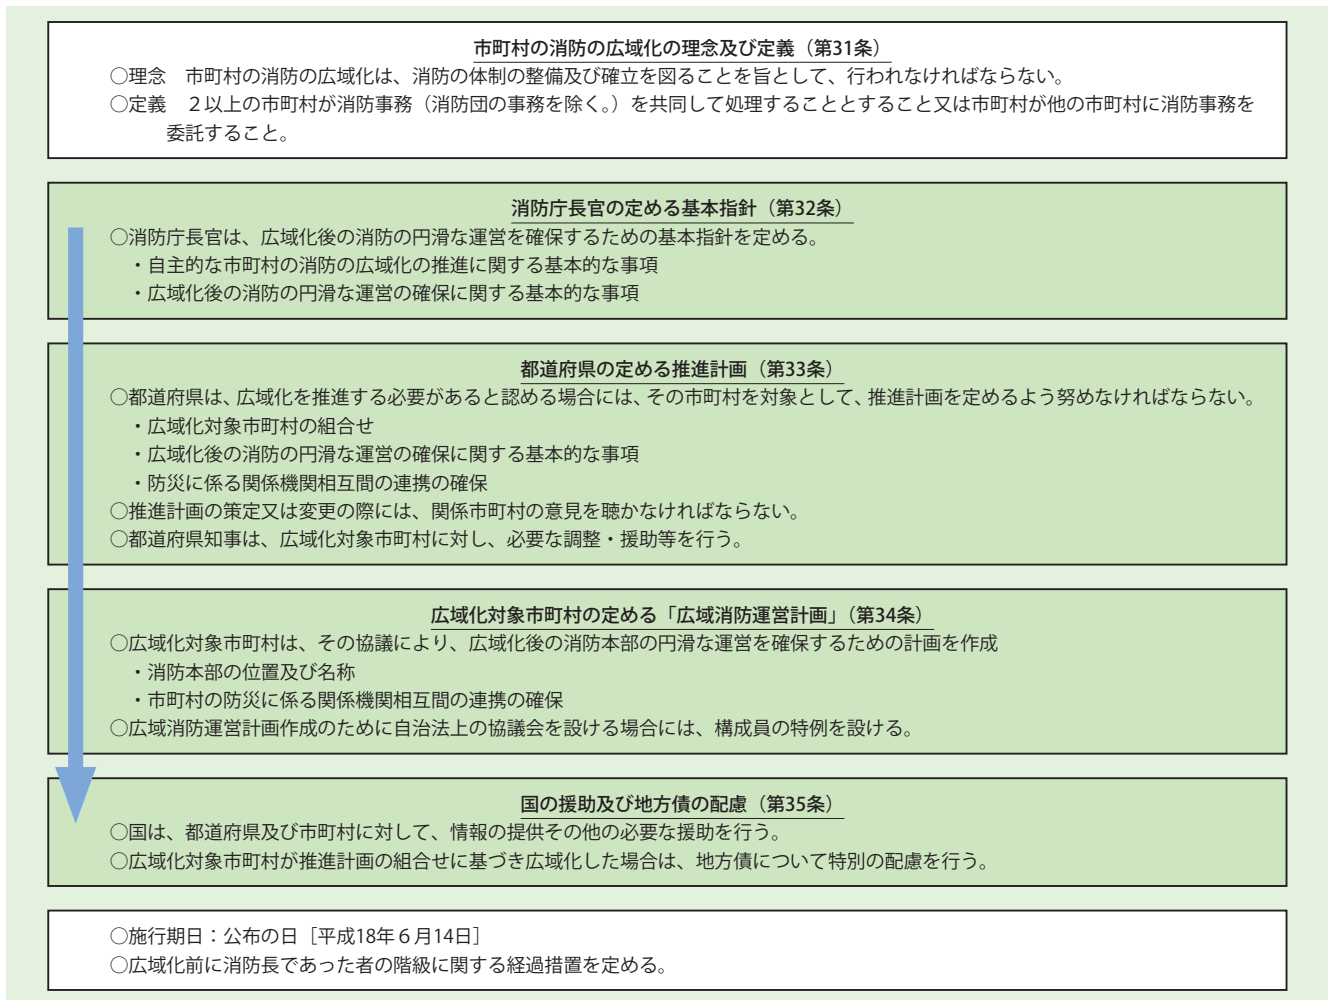 市町村の消防の広域化の理念及び定義（第31条）
○理念　市町村の消防の広域化は、消防の体制の整備及び確立を図ることを旨として、行われなければならない。
○定義　２以上の市町村が消防事務（消防団の事務を除く。）を共同して処理することとすること又は市町村が他の市町村に消防事務を
委託すること。
消防庁長官の定める基本指針（第32条）
○消防庁長官は、広域化後の消防の円滑な運営を確保するための基本指針を定める。
・自主的な市町村の消防の広域化の推進に関する基本的な事項
・広域化後の消防の円滑な運営の確保に関する基本的な事項
都道府県の定める推進計画（第33条）
○都道府県は、広域化を推進する必要があると認める場合には、その市町村を対象として、推進計画を定めるよう努めなければならない。
・広域化対象市町村の組合せ
・広域化後の消防の円滑な運営の確保に関する基本的な事項
・防災に係る関係機関相互間の連携の確保
○推進計画の策定又は変更の際には、関係市町村の意見を聴かなければならない。
○都道府県知事は、広域化対象市町村に対し、必要な調整・援助等を行う。
広域化対象市町村の定める「広域消防運営計画」（第34条）
○広域化対象市町村は、その協議により、広域化後の消防本部の円滑な運営を確保するための計画を作成
・消防本部の位置及び名称
・市町村の防災に係る関係機関相互間の連携の確保
○広域消防運営計画作成のために自治法上の協議会を設ける場合には、構成員の特例を設ける。
国の援助及び地方債の配慮（第35条）
○国は、都道府県及び市町村に対して、情報の提供その他の必要な援助を行う。
○広域化対象市町村が推進計画の組合せに基づき広域化した場合は、地方債について特別の配慮を行う。
○施行期日：公布の日［平成18年６月14日］
○広域化前に消防長であった者の階級に関する経過措置を定める。